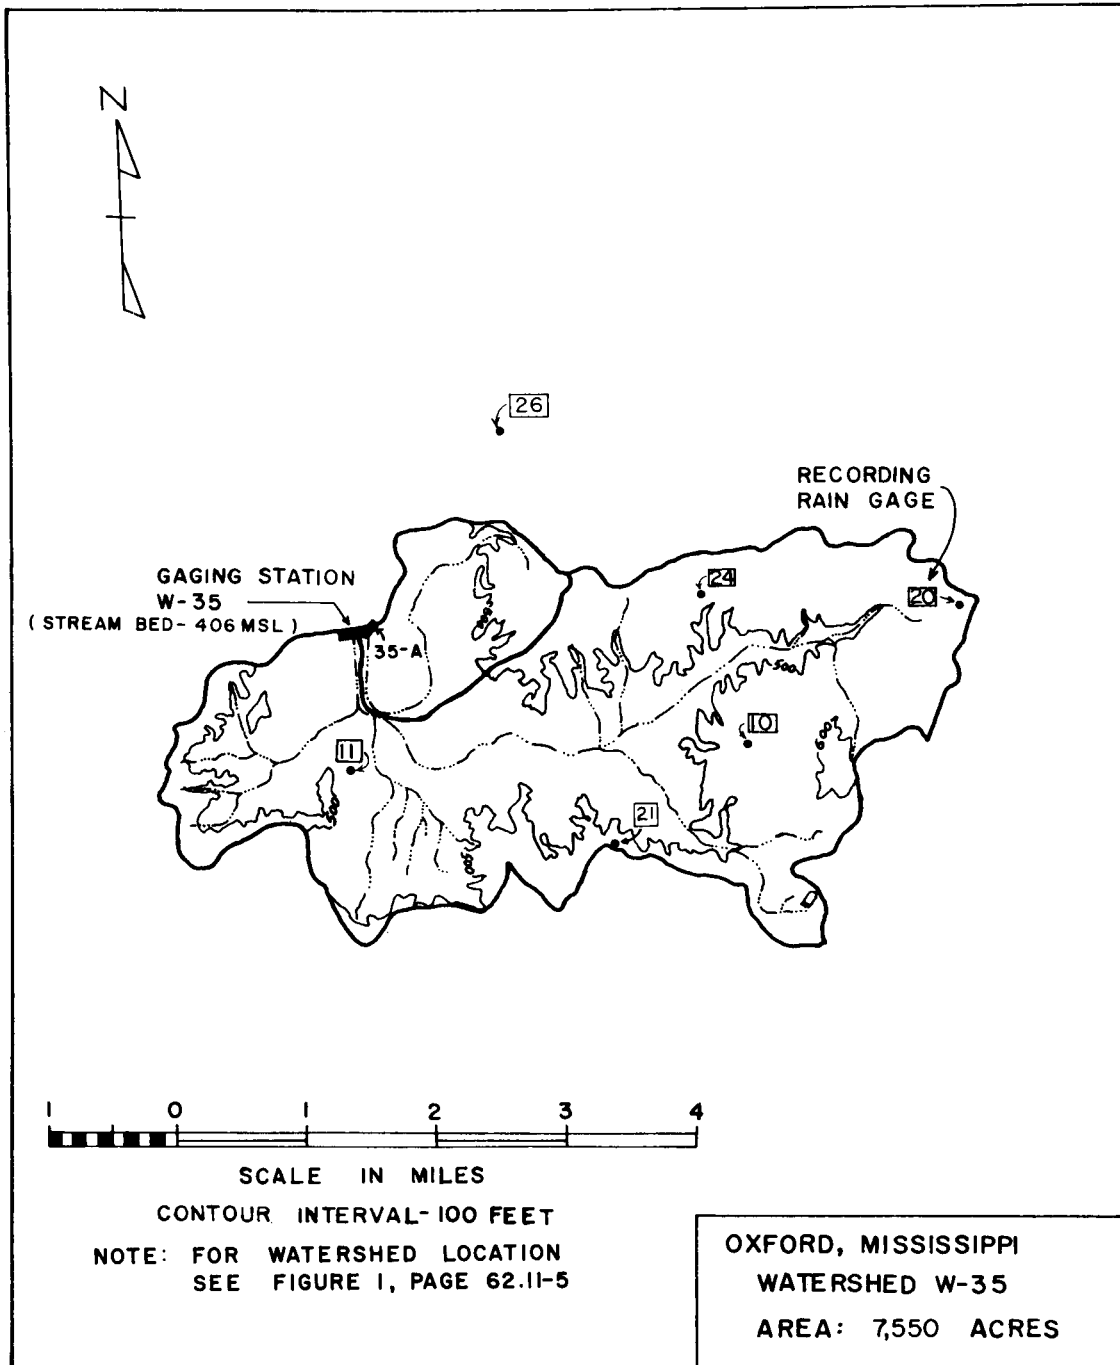 N
26
RECORDING
RAIN GAGE
GAGING STATION
W-35
(STREAM BED-406 MSL)
35-A
24
20
500
500
10
600
11
500
21
500
1 0 1 2 3 4
SCALE IN MILES
CONTOUR INTERVAL-100 FEET
NOTE: FOR WATERSHED LOCATION
SEE FIGURE 1, PAGE 62.11-5
OXFORD, MISSISSIPPI
WATERSHED W-35
AREA: 7,550 ACRES